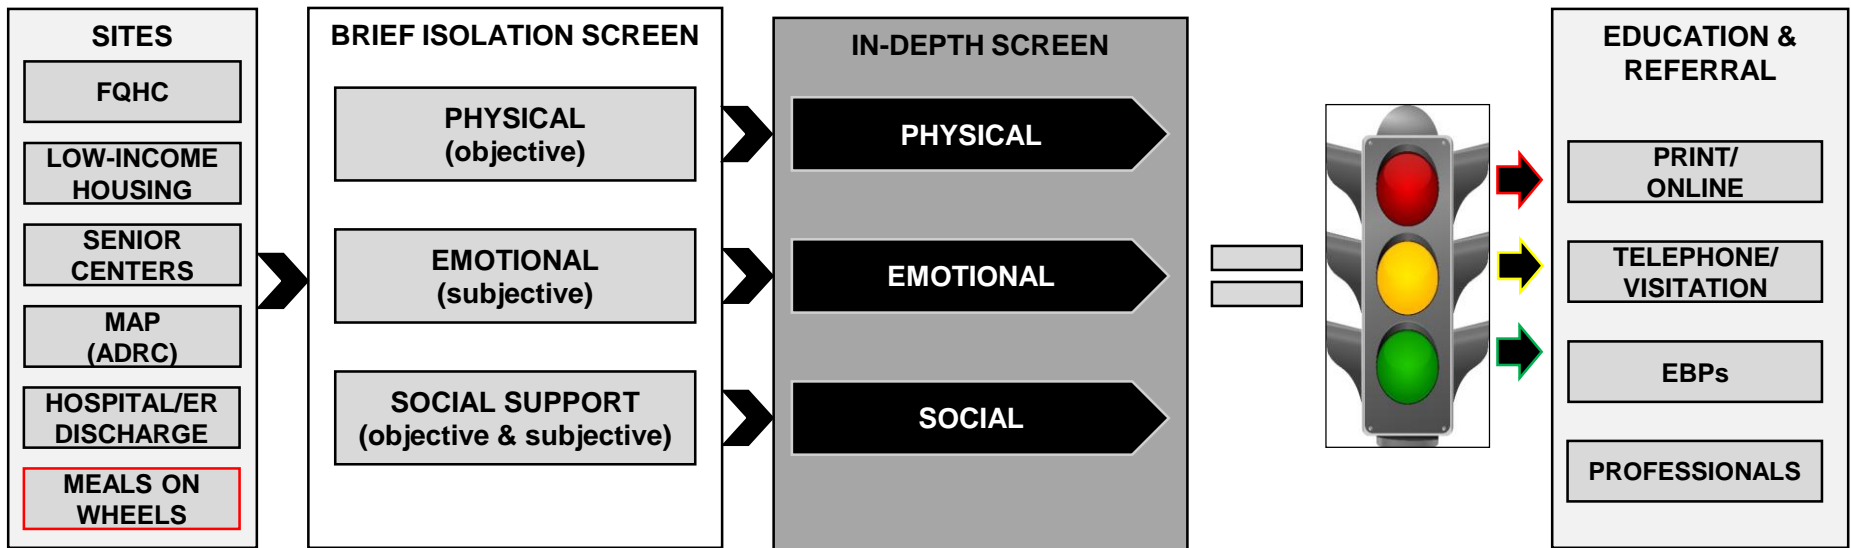 SITES
FQHC
LOW-INCOME
HOUSING
SENIOR
CENTERS
MAP
(ADRC)
HOSPITAL/ER
DISCHARGE
MEALS ON
WHEELS
BRIEF ISOLATION SCREEN
PHYSICAL
(objective)
EMOTIONAL
(subjective)
SOCIAL SUPPORT
(objective & subjective)
IN-DEPTH SCREEN
PHYSICAL
EMOTIONAL
SOCIAL
EDUCATION &
REFERRAL
PRINT/
ONLINE
TELEPHONE/
VISITATION
EBPs
PROFESSIONALS